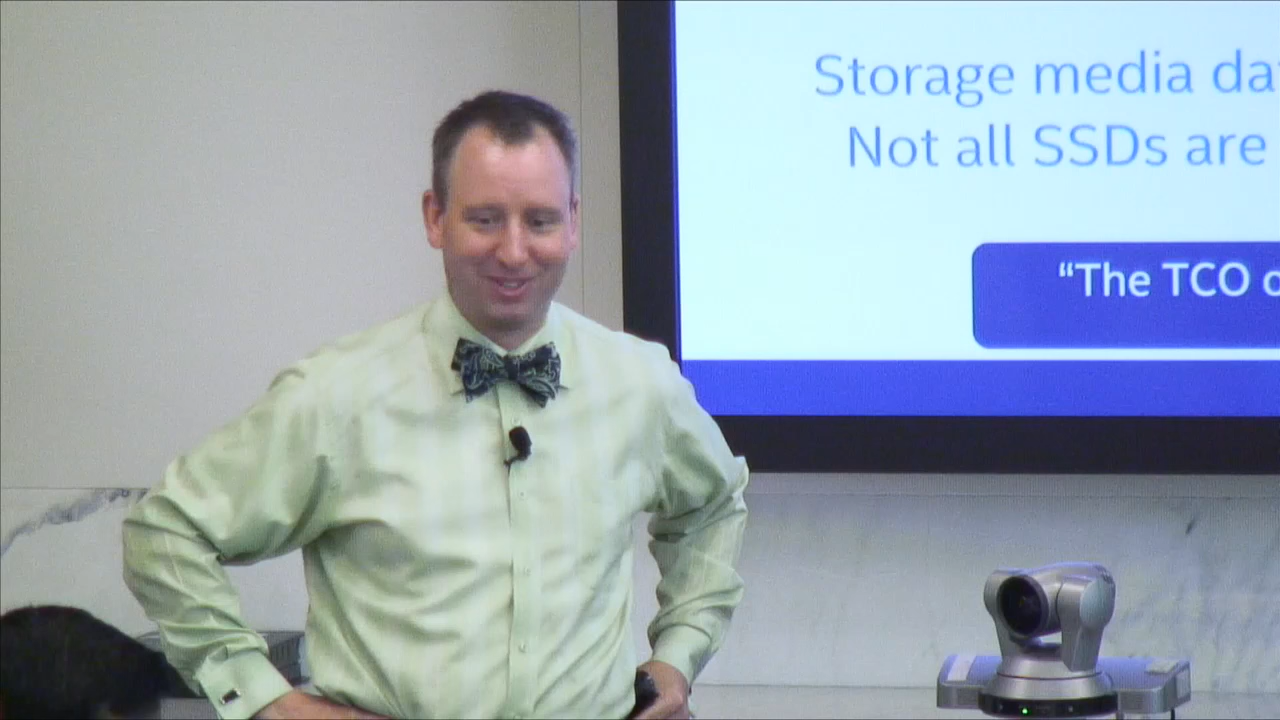 Storage media da
Not all SSDs are
“The TCO o